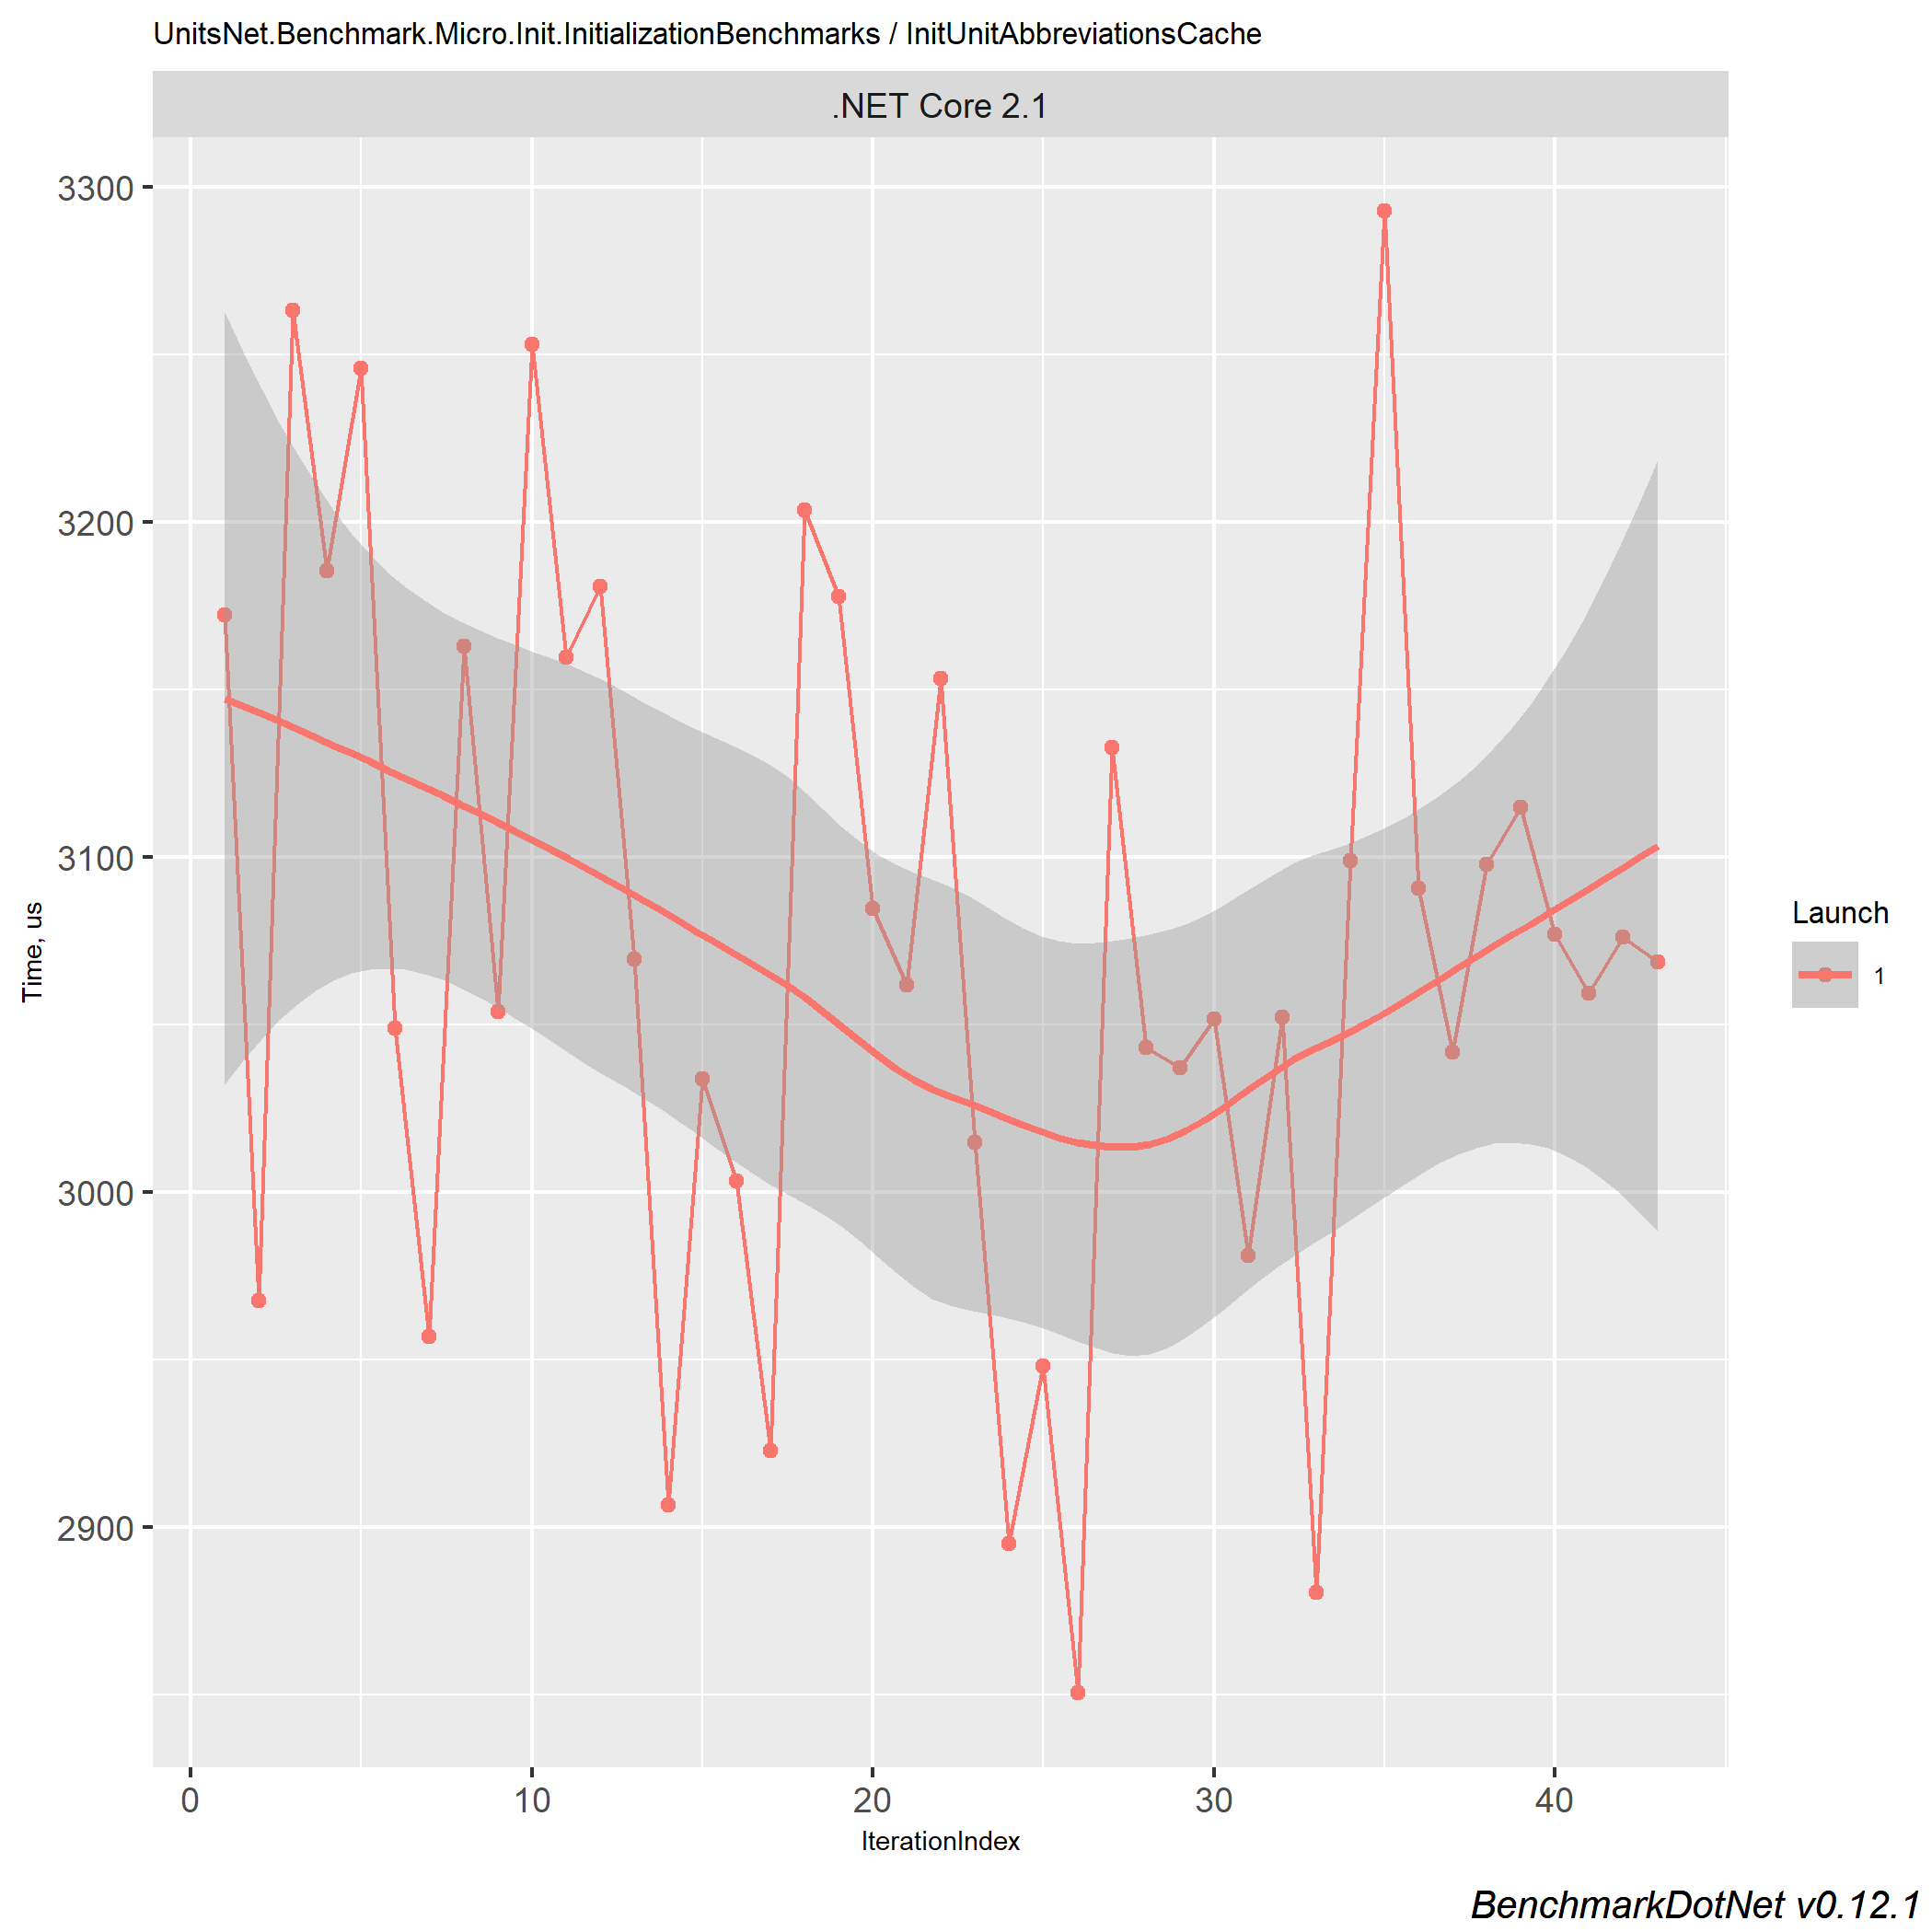 UnitsNet.Benchmark.Micro.Init.InitializationBenchmarks / InitUnitAbbreviationsCache
.NET Core 2.1
3300
3200
3100
3000
2900
Time, us
0 10 20 30 40
IterationIndex
Launch
1
BenchmarkDotNet v0.12.1